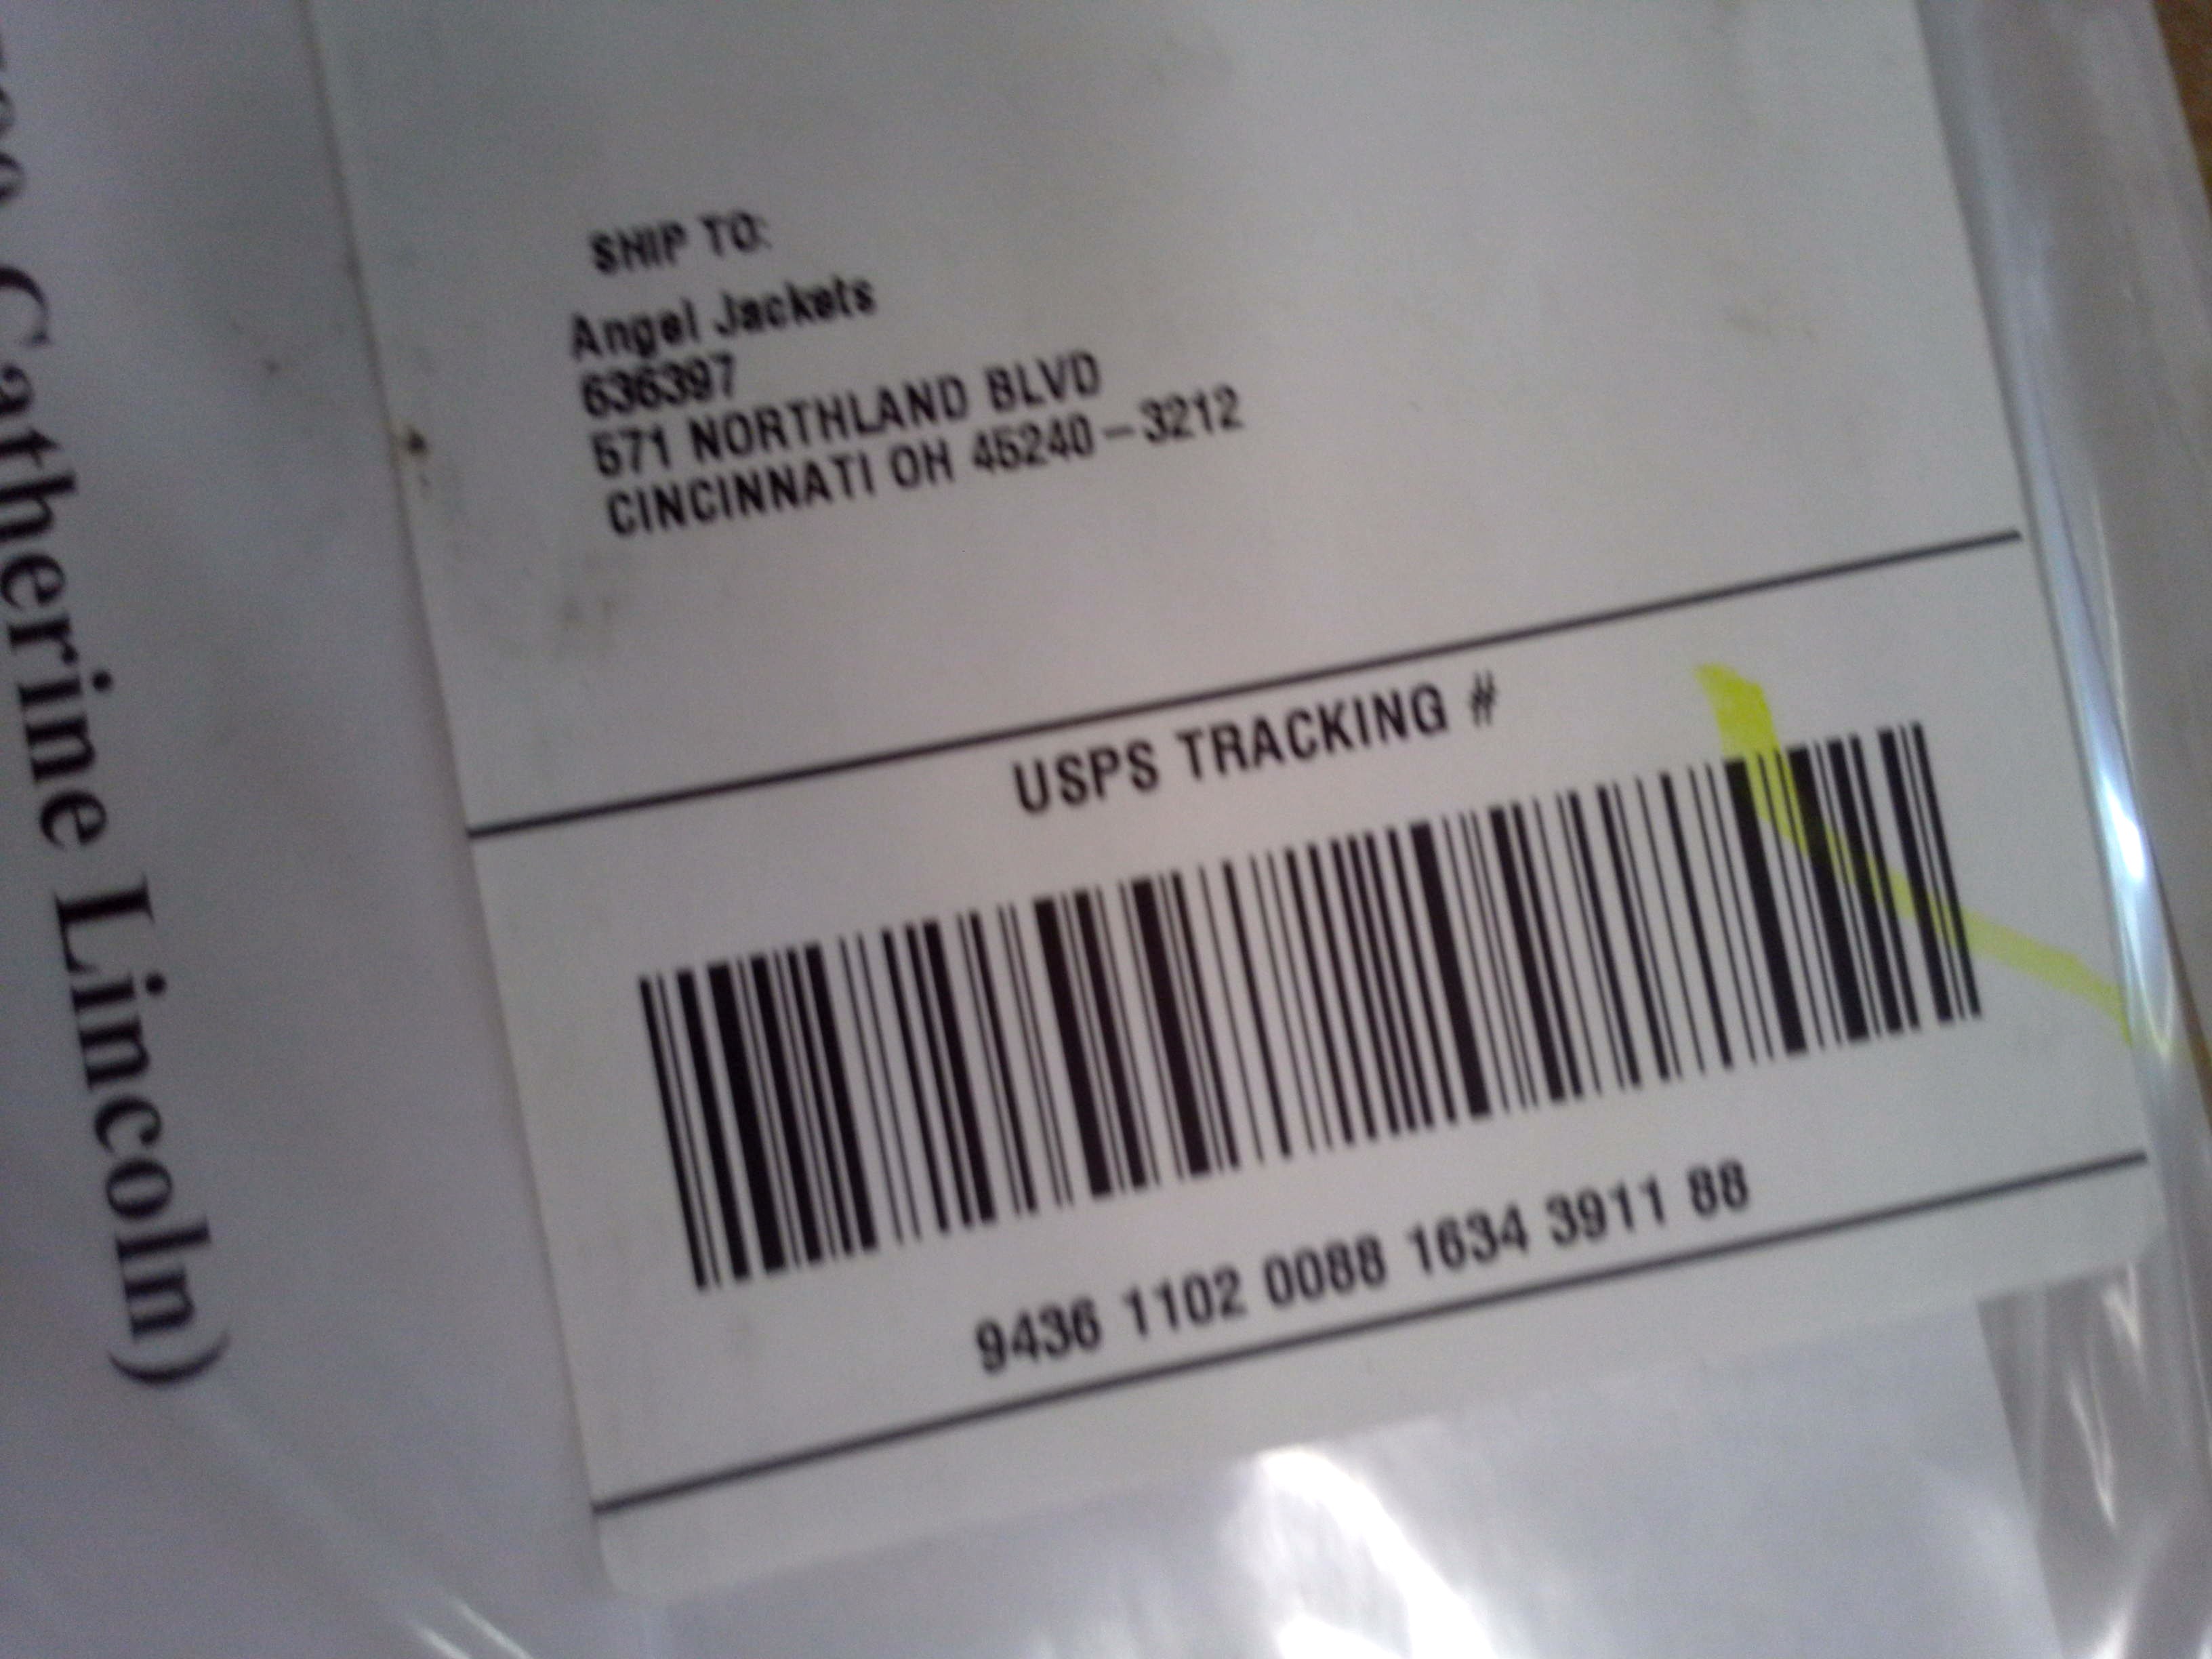 SHIP TO:
Angel Jackets
636397
571 NORTHLAND BLVD
CINCINNATI OH 45240-3212
USPS TRACKING #
9436 1102 0088 1634 3911 88
Catherine Lincoln)